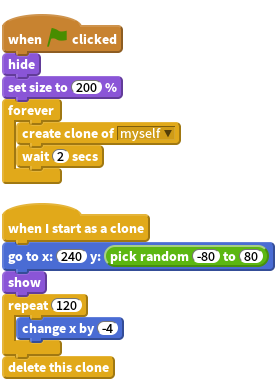 when clicked
hide
set size to 200 %
forever
create clone of myself
wait 2 secs
when I start as a clone
go to x: 240 y: pick random -80 to 80
show
repeat 120
change x by -4
delete this clone